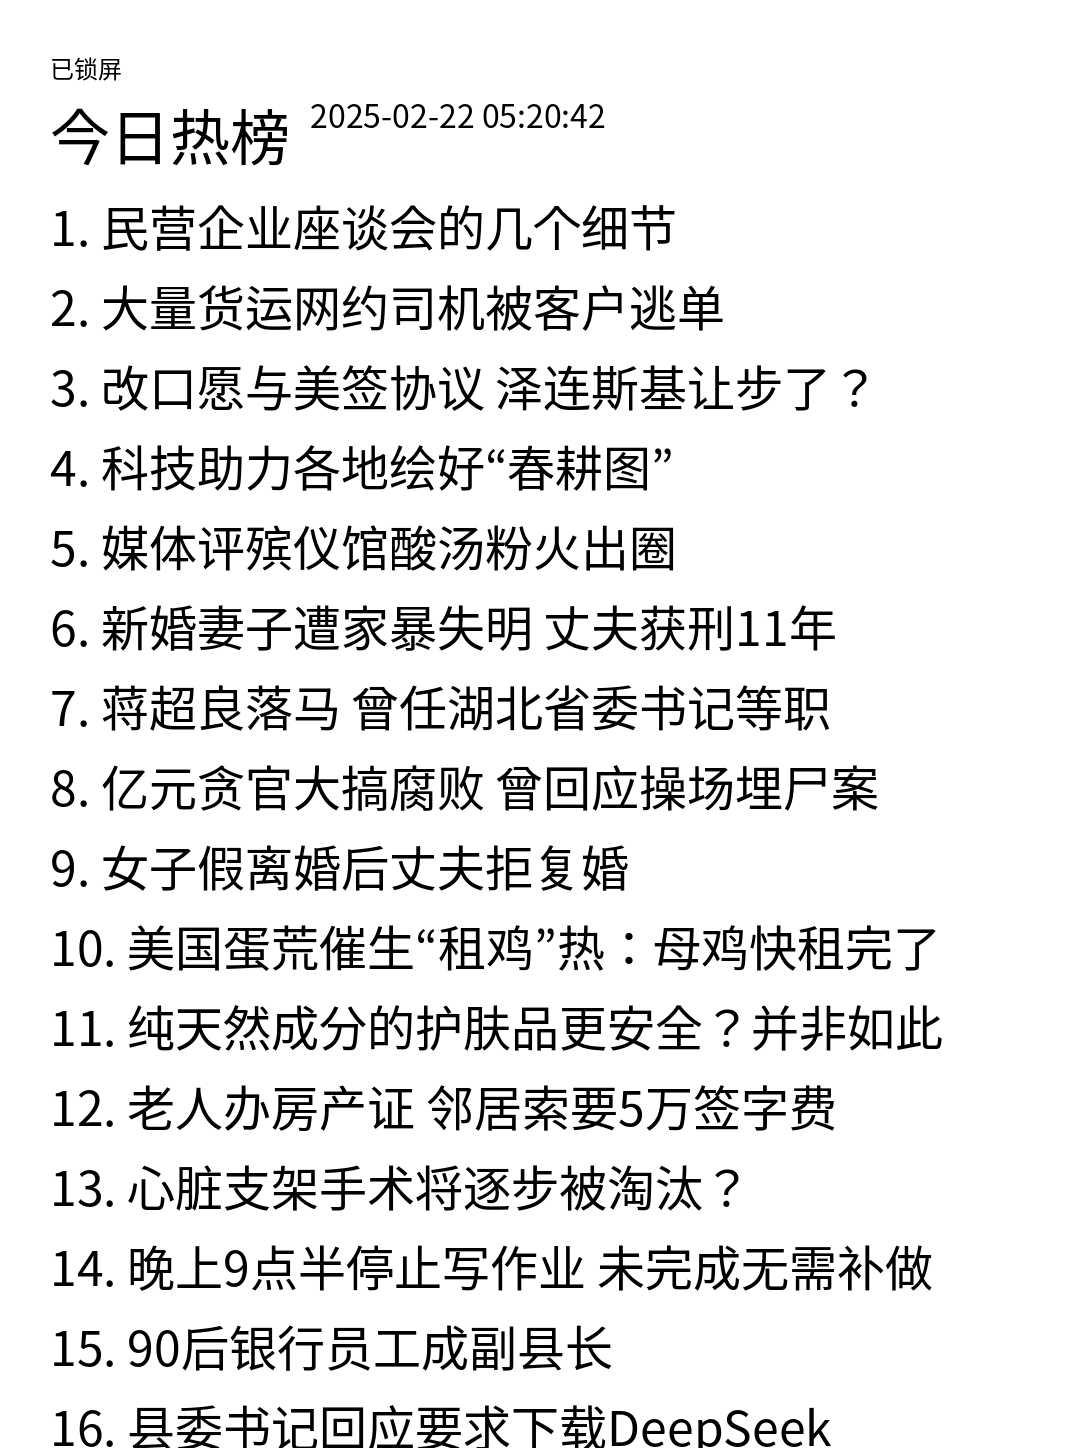 已锁屏
今日热榜 2025-02-22 05:20:42
1. 民营企业座谈会的几个细节
2. 大量货运网约司机被客户逃单
3. 改口愿与美签协议 泽连斯基让步了？
4. 科技助力各地绘好“春耕图”
5. 媒体评殡仪馆酸汤粉火出圈
6. 新婚妻子遭家暴失明 丈夫获刑11年
7. 蒋超良落马 曾任湖北省委书记等职
8. 亿元贪官大搞腐败 曾回应操场埋尸案
9. 女子假离婚后丈夫拒复婚
10. 美国蛋荒催生“租鸡”热：母鸡快租完了
11. 纯天然成分的护肤品更安全？并非如此
12. 老人办房产证 邻居索要5万签字费
13. 心脏支架手术将逐步被淘汰？
14. 晚上9点半停止写作业 未完成无需补做
15. 90后银行员工成副县长
16. 县委书记回应要求下载DeepSeek